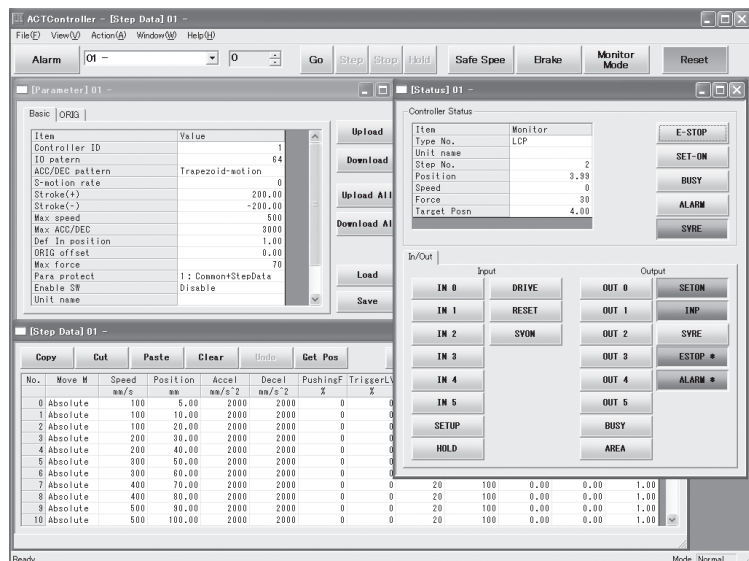 ACTController - [Step Data] 01 -
File(F) View(V) Action(A) Window(W) Help(H)
Alarm 01 - 0 Go Step Stop Hold Safe Spee Brake Monitor Mode Reset
[Parameter] 01 -
Basic ORIG
Item Value
Controller ID 1
IO patern 64
ACC/DEC pattern Trapezoid-motion
S-motion rate 0
Stroke(+) 200.00
Stroke(-) -200.00
Max speed 500
Max ACC/DEC 3000
Def In position 1.00
ORIG offset 0.00
Max force 70
Para protect 1: Common+StepData
Enable SW Disable
Unit name
Upload
Download
Upload All
Download Al
Load
Save
[Status] 01 -
Controller Status
Item Monitor
Type No. LCP
Unit name
Step No. 2
Position 3.99
Speed 0
Force 30
Target Posn 4.00
E-STOP
SET-ON
BUSY
ALARM
SVRE
In/Out
Input Output
IN 0 DRIVE OUT 0 SETON
IN 1 RESET OUT 1 INP
IN 2 SVON OUT 2 SVRE
IN 3 OUT 3 ESTOP *
IN 4 OUT 4 ALARM *
IN 5 OUT 5
SETUP BUSY
HOLD AREA
[Step Data] 01 -
Copy Cut Paste Clear Undo Get Pos
No. Move M Speed Position Accel Decel PushingF TriggerLV
mm/s mm mm/s^2 mm/s^2 % %
0 Absolute 100 5.00 2000 2000 0 0
1 Absolute 100 10.00 2000 2000 0 0
2 Absolute 100 20.00 2000 2000 0 0
3 Absolute 200 30.00 2000 2000 0 0
4 Absolute 200 40.00 2000 2000 0 0
5 Absolute 300 50.00 2000 2000 0 0
6 Absolute 300 60.00 2000 2000 0 0
7 Absolute 400 70.00 2000 2000 0 0 20 100 0.00 0.00 1.00
8 Absolute 400 80.00 2000 2000 0 0 20 100 0.00 0.00 1.00
9 Absolute 500 90.00 2000 2000 0 0 20 100 0.00 0.00 1.00
10 Absolute 500 100.00 2000 2000 0 0 20 100 0.00 0.00 1.00
Ready Mode Normal